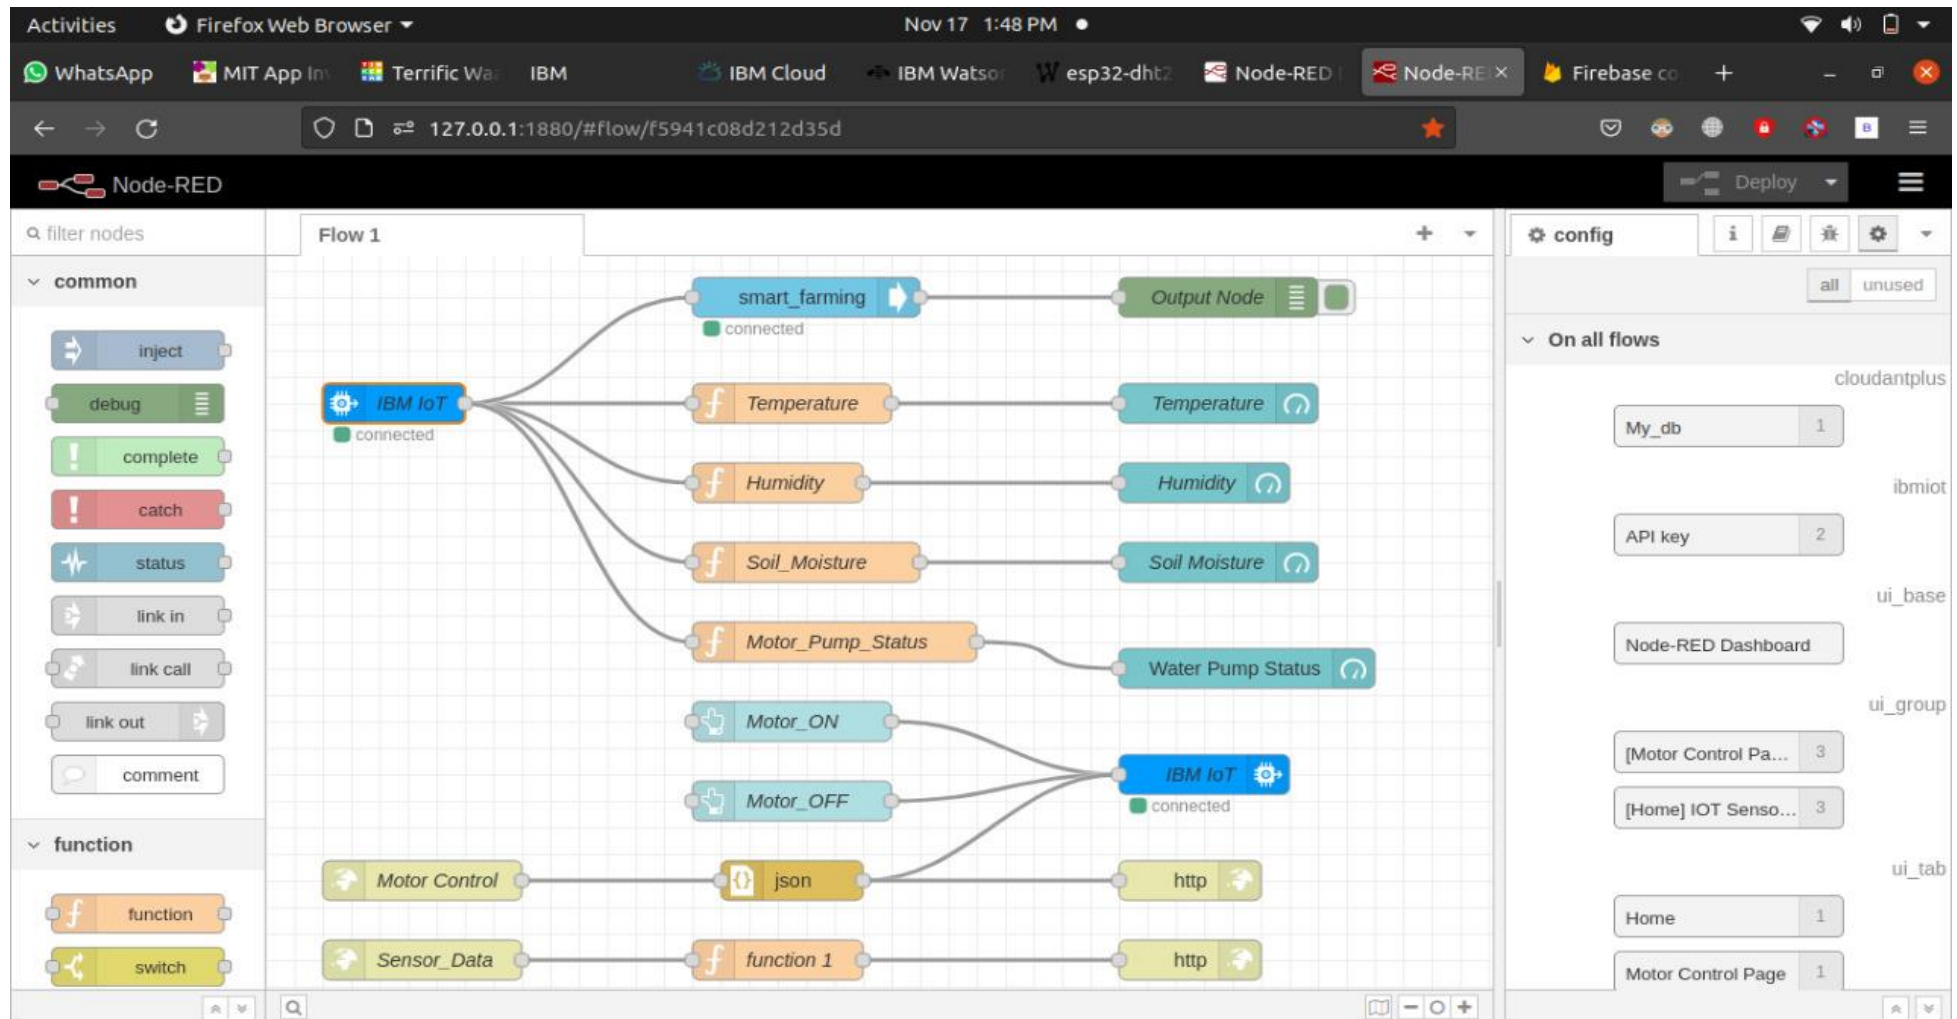 Activities Firefox Web Browser Nov 17 1:48 PM
WhatsApp MIT App In Terrific Wa IBM IBM Cloud IBM Watso esp32-dht2 Node-RED Node-RE Firebase co
127.0.0.1:1880/#flow/f5941c08d212d35d
Node-RED Deploy
filter nodes
common
inject
debug
complete
catch
status
link in
link call
link out
comment
function
function
switch
Flow 1
smart_farming
connected
Output Node
IBM IoT
connected
Temperature
Temperature
Humidity
Humidity
Soil_Moisture
Soil Moisture
Motor_Pump_Status
Water Pump Status
Motor_ON
IBM IoT
connected
Motor_OFF
Motor Control
json
http
Sensor_Data
function 1
http
config
all unused
On all flows
cloudantplus
My_db 1
ibmiot
API key 2
ui_base
Node-RED Dashboard
ui_group
[Motor Control Pa... 3
[Home] IOT Senso... 3
ui_tab
Home 1
Motor Control Page 1